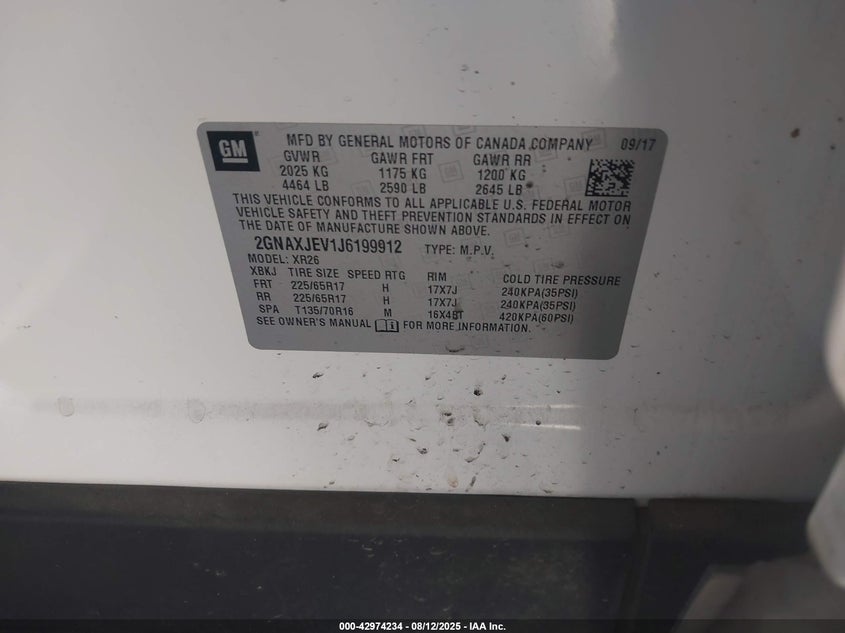 GM
MFD BY GENERAL MOTORS OF CANADA COMPANY 09/17
GVWR GAWR FRT GAWR RR
2025 KG 1175 KG 1200 KG
4464 LB 2590 LB 2645 LB
THIS VEHICLE CONFORMS TO ALL APPLICABLE U.S. FEDERAL MOTOR
VEHICLE SAFETY AND THEFT PREVENTION STANDARDS IN EFFECT ON
THE DATE OF MANUFACTURE SHOWN ABOVE.
2GNAXJEV1J6199912 TYPE: M.P.V.
MODEL: XR26
XBKJ TIRE SIZE SPEED RTG RIM COLD TIRE PRESSURE
FRT 225/65R17 H 17X7J 240KPA(35PSI)
RR 225/65R17 H 17X7J 240KPA(35PSI)
SPA T135/70R16 M 16X4BT 420KPA(60PSI)
SEE OWNER'S MANUAL FOR MORE INFORMATION.
000-42974234 - 08/12/2025 - IAA Inc.